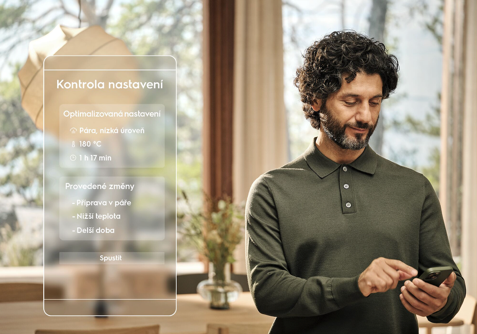 Kontrola nastavení
Optimalizovaná nastavení
Pára, nízká úroveň
180 °C
1 h 17 min
Provedené změny
- Příprava v páře
- Nižší teplota
- Delší doba
Spustit